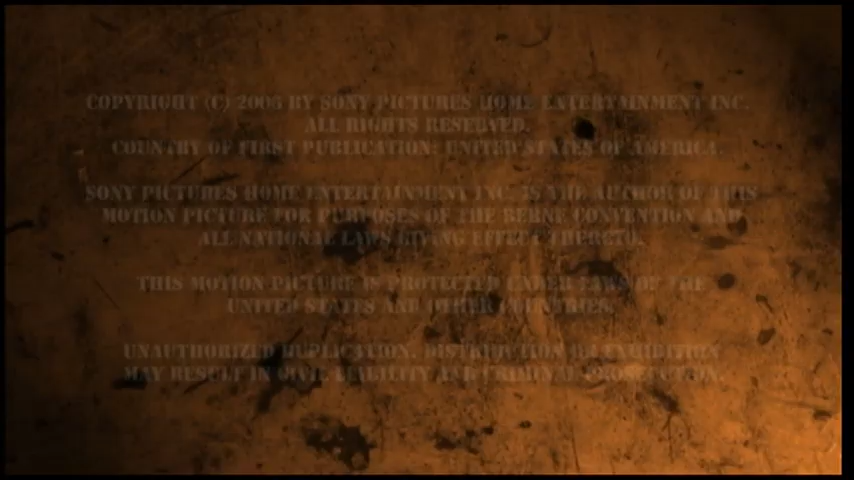 COPYRIGHT (C) 2006 BY SONY PICTURES HOME ENTERTAINMENT INC.
ALL RIGHTS RESERVED.
COUNTRY OF FIRST PUBLICATION: UNITED STATES OF AMERICA.
SONY PICTURES HOME ENTERTAINMENT INC. IS THE AUTHOR OF THIS
MOTION PICTURE FOR PURPOSES OF THE BERNE CONVENTION AND
ALL NATIONAL LAWS GIVING EFFECT THERETO.
THIS MOTION PICTURE IS PROTECTED UNDER LAWS OF THE
UNITED STATES AND OTHER COUNTRIES.
UNAUTHORIZED DUPLICATION, DISTRIBUTION OR EXHIBITION
MAY RESULT IN CIVIL LIABILITY AND CRIMINAL PROSECUTION.